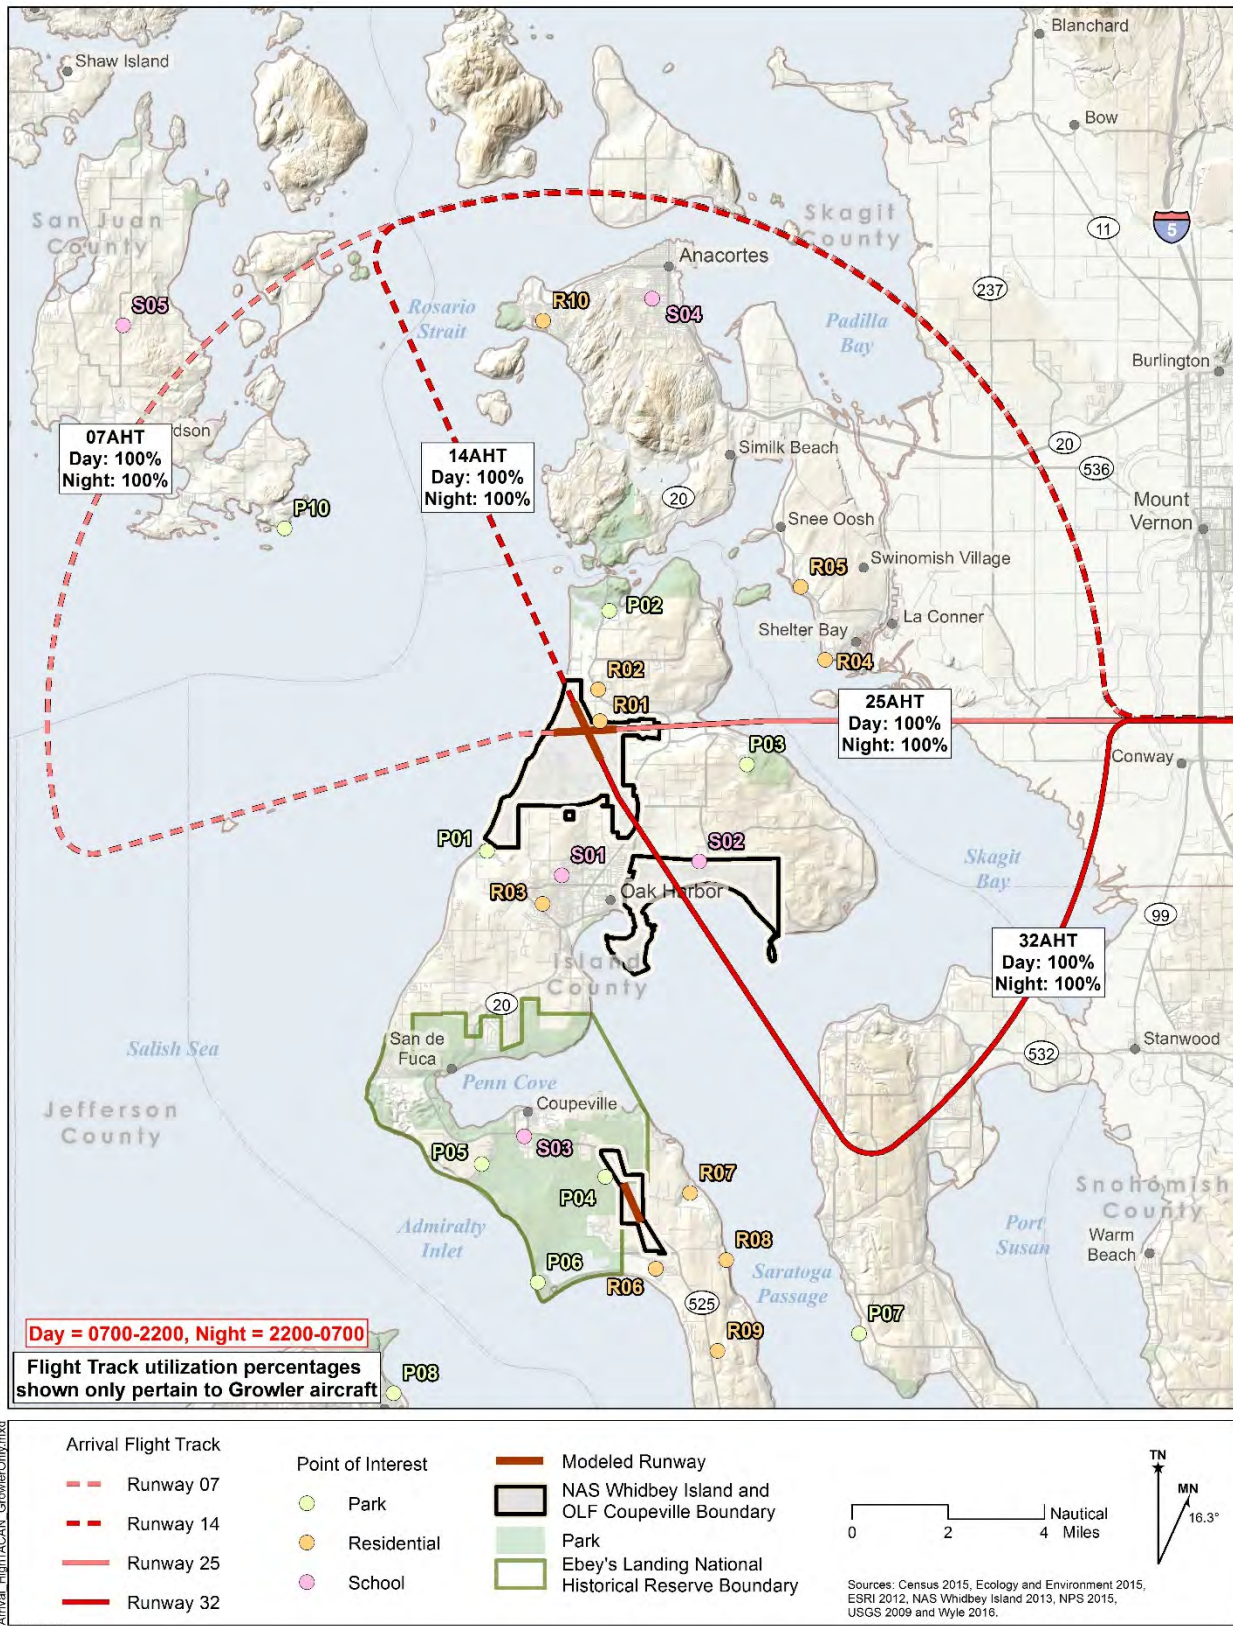 Blanchard
Shaw Island
Bow
San Juan
County
Skagit
County
11
5
Anacortes
237
S05
Rosario
Strait
R10
S04
Padilla
Bay
Burlington
07AHT
Day: 100%
Night: 100%
dson
14AHT
Day: 100%
Night: 100%
20
536
Similk Beach
20
Mount
Vernon
P10
Snee Oosh
Swinomish Village
R05
P02
La Conner
Shelter Bay
R04
R02
R01
25AHT
Day: 100%
Night: 100%
P03
Conway
P01
S01
S02
Skagit
Bay
R03
Oak Harbor
99
32AHT
Day: 100%
Night: 100%
Island
County
20
San de
Fuca
Salish Sea
532
Stanwood
Penn Cove
Jefferson
County
Coupeville
S03
P05
P04
R07
Snohomish
County
Admiralty
Inlet
Port
Susan
Warm
Beach
R08
P06
R06
Saratoga
Passage
525
P07
R09
Day = 0700-2200, Night = 2200-0700
Flight Track utilization percentages
shown only pertain to Growler aircraft
P08
Arrival Flight Track
Runway 07
Runway 14
Runway 25
Runway 32
Point of Interest
Park
Residential
School
Modeled Runway
NAS Whidbey Island and
OLF Coupeville Boundary
Park
Ebey's Landing National
Historical Reserve Boundary
0 2 4 Nautical
Miles
TN
MN
16.3°
Sources: Census 2015, Ecology and Environment 2015,
ESRI 2012, NAS Whidbey Island 2013, NPS 2015,
USGS 2009 and Wyle 2016.